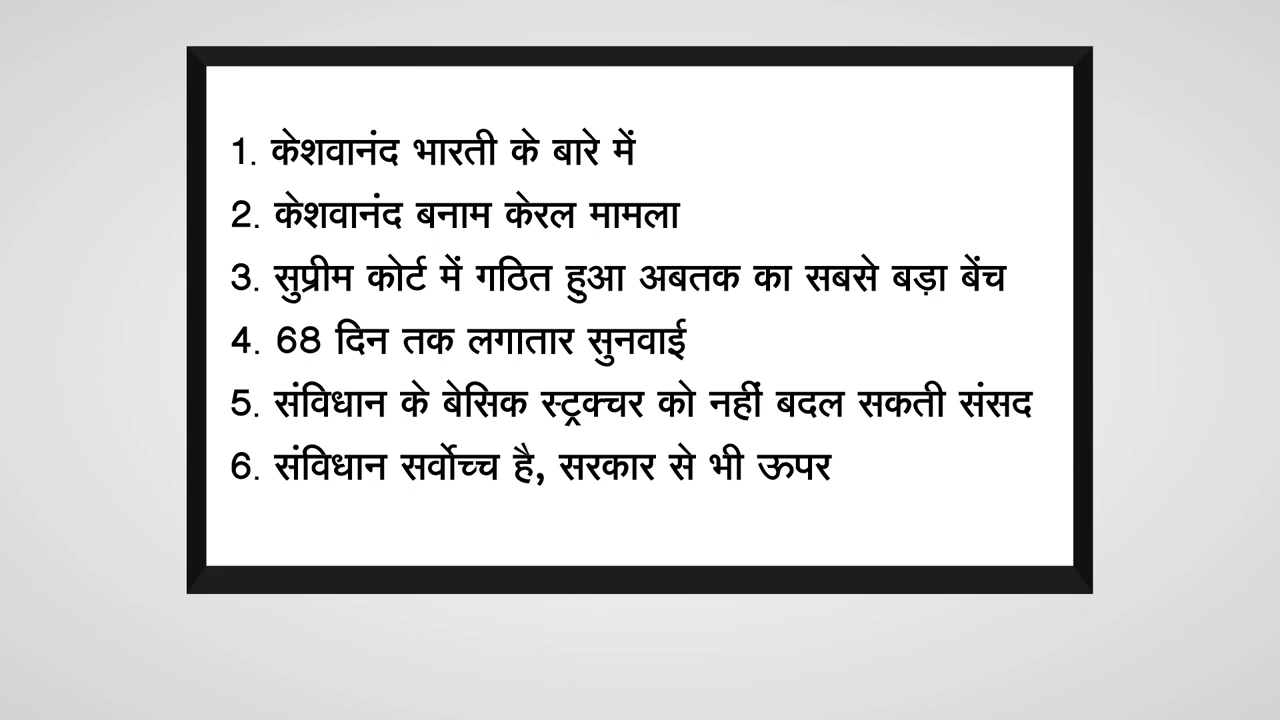 1. केशवानंद भारती के बारे में
2. केशवानंद बनाम केरल मामला
3. सुप्रीम कोर्ट में गठित हुआ अबतक का सबसे बड़ा बेंच
4. 68 दिन तक लगातार सुनवाई
5. संविधान के बेसिक स्ट्रक्चर को नहीं बदल सकती संसद
6. संविधान सर्वोच्च है, सरकार से भी ऊपर